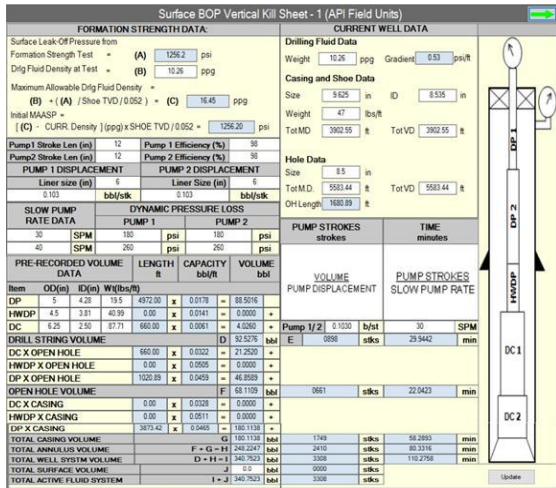 Surface BOP Vertical Kill Sheet - 1 (API Field Units)
FORMATION STRENGTH DATA:
Surface Leak-Off Pressure from
Formation Strength Test = (A) 1256.2 psi
Drlg Fluid Density at Test = (B) 10.26 ppg
Maximum Allowable Drlg Fluid Density =
(B) + ( (A) / Shoe TVD / 0.052 ) = (C) 16.45 ppg
Initial MAASP =
[ (C) - CURR. Density ] (ppg) x SHOE TVD / 0.052 = 1256.20 psi
Pump1 Stroke Len (in) 12 Pump 1 Efficiency (%) 98
Pump2 Stroke Len (in) 12 Pump 2 Efficiency (%) 98
PUMP 1 DISPLACEMENT PUMP 2 DISPLACEMENT
Liner size (in) 6 Liner Size (in) 6
0.103 bbl/stk 0.103 bbl/stk
SLOW PUMP RATE DATA DYNAMIC PRESSURE LOSS
PUMP 1 PUMP 2
30 SPM 180 psi 180 psi
40 SPM 260 psi 260 psi
PRE-RECORDED VOLUME DATA LENGTH ft CAPACITY bbl/ft VOLUME bbl
Item OD(in) ID(in) Wt(lbs/ft)
DP 5 4.28 19.5 4972.00 x 0.0178 = 88.5016
HWDP 4.5 3.81 40.99 0.00 x 0.0141 = 0.0000 +
DC 6.25 2.50 87.71 660.00 x 0.0061 = 4.0260 +
DRILL STRING VOLUME D 92.5276 bbl
DC X OPEN HOLE 660.00 x 0.0322 = 21.2520 +
HWDP X OPEN HOLE 0.00 x 0.0505 = 0.0000 +
DP X OPEN HOLE 1020.89 x 0.0459 = 46.8589 +
OPEN HOLE VOLUME F 68.1109 bbl
DC X CASING 0.00 x 0.0328 = 0.0000 +
HWDP X CASING 0.00 x 0.0511 = 0.0000 +
DP X CASING 3873.42 x 0.0465 = 180.1138 +
TOTAL CASING VOLUME G 180.1138 bbl
TOTAL ANNULUS VOLUME F + G = H 248.2247 bbl
TOTAL WELL SYSTM VOLUME D + H = I 340.7523 bbl
TOTAL SURFACE VOLUME J 0.0 bbl
TOTAL ACTIVE FLUID SYSTEM I + J 340.7523 bbl
CURRENT WELL DATA
Drilling Fluid Data
Weight 10.26 ppg Gradient 0.53 psi/ft
Casing and Shoe Data
Size 9.625 in ID 8.535 in
Weight 47 lbs/ft
Tot MD 3902.55 ft Tot VD 3902.55 ft
Hole Data
Size 8.5 in
Tot M.D. 5583.44 ft Tot VD 5583.44 ft
OH Length 1680.89 ft
PUMP STROKES strokes TIME minutes
VOLUME PUMP STROKES
PUMP DISPLACEMENT SLOW PUMP RATE
Pump 1/ 2 0.1030 b/st 30 SPM
E 0898 stks 29.9442 min
0661 stks 22.0423 min
1749 stks 58.2893 min
2410 stks 80.3316 min
3308 stks 110.2758 min
0000 stks
3308 stks
DP 1
DP 2
HWDP
DC 1
DC 2
Update